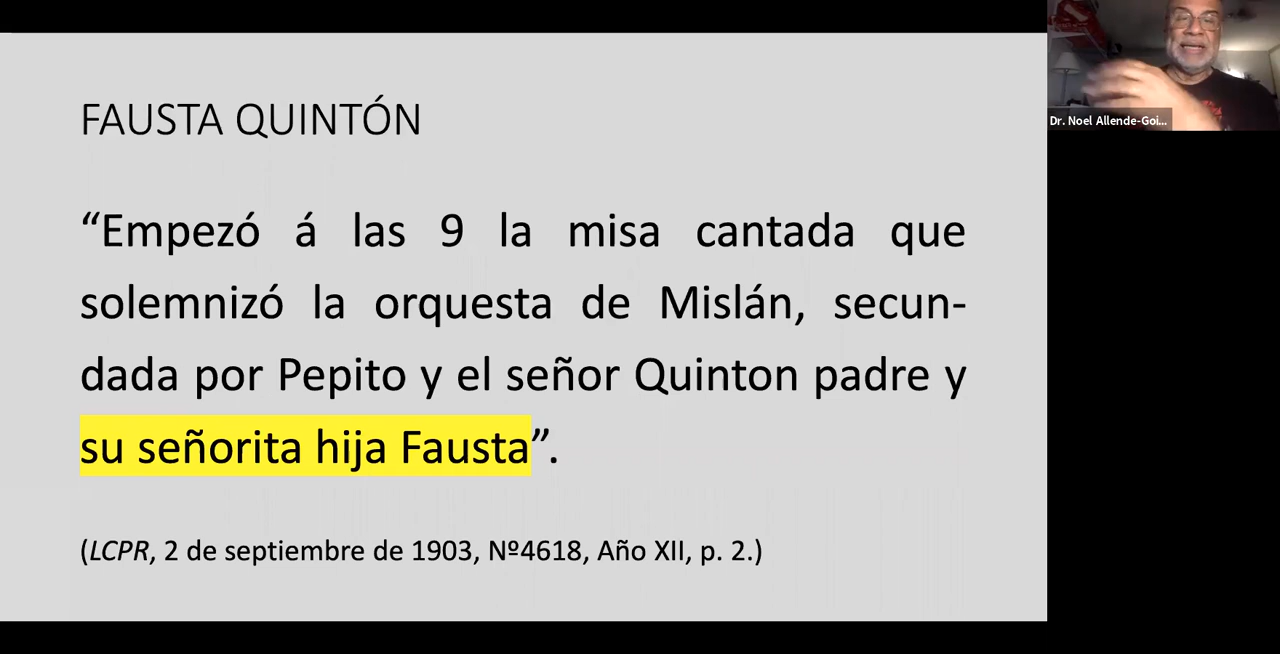 FAUSTA QUINTÓN
“Empezó á las 9 la misa cantada que
solemnizó la orquesta de Mislán, secun-
dada por Pepito y el señor Quinton padre y
su señorita hija Fausta”.
(LCPR, 2 de septiembre de 1903, Nº4618, Año XII, p. 2.)
Dr. Noel Allende-Goi...